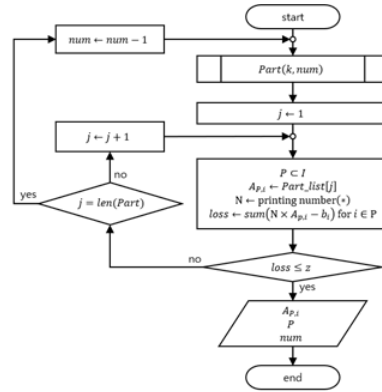 start
num ← num − 1
Part(k, num)
j ← 1
j ← j + 1
P ⊂ I
A_{P,i} ← Part_list[j]
N ← printing number(*)
loss ← sum(N × A_{p,i} − b_i) for i ∈ P
no
yes
j = len(Part)
no
loss ≤ z
yes
A_{P,i}
P
num
end